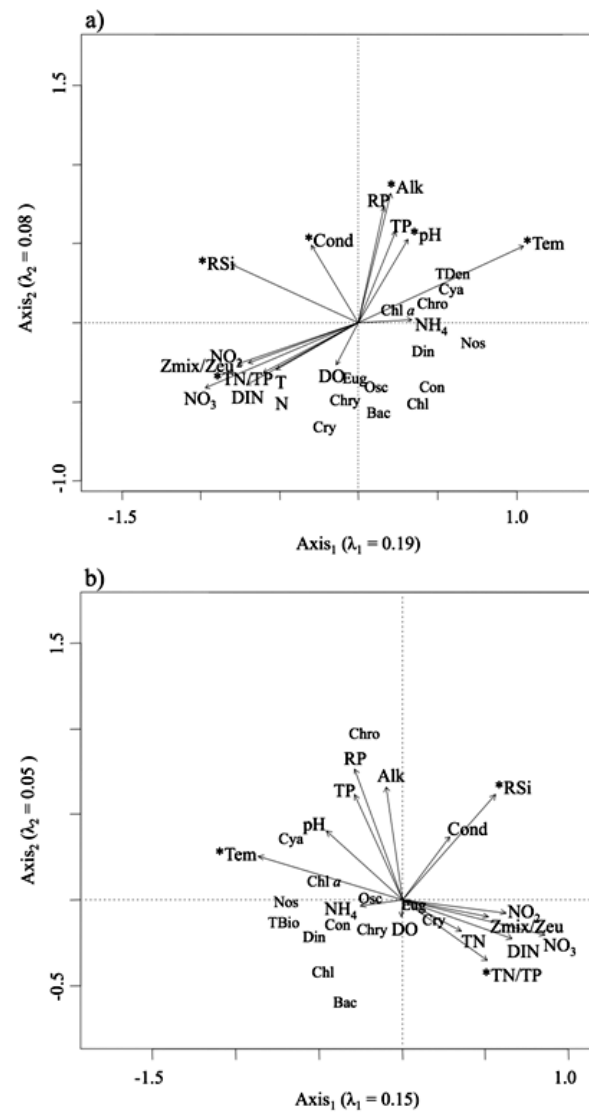 a)
1.5
*Alk
RP
TP
*pH
*Cond
*Tem
*RSi
TDen
Cya
Chro
Chl a
NH4
Nos
Din
NO2
Zmix/Zeu
*TN/TP
T
N
DO
Eug
Osc
Con
NO3
DIN
Chry
Chl
Bac
Cry
-1.0
-1.5
1.0
Axis1 (λ1 = 0.19)
Axis2 (λ2 = 0.08)
b)
1.5
Chro
RP
Alk
TP
*RSi
pH
Cya
Cond
*Tem
Chl a
Nos
Osc
NH4
Eug
NO2
TBio
Con
Chry
DO
Cry
Zmix/Zeu
Din
TN
DIN
NO3
Chl
*TN/TP
-0.5
Bac
-1.5
1.0
Axis1 (λ1 = 0.15)
Axis2 (λ2 = 0.05)